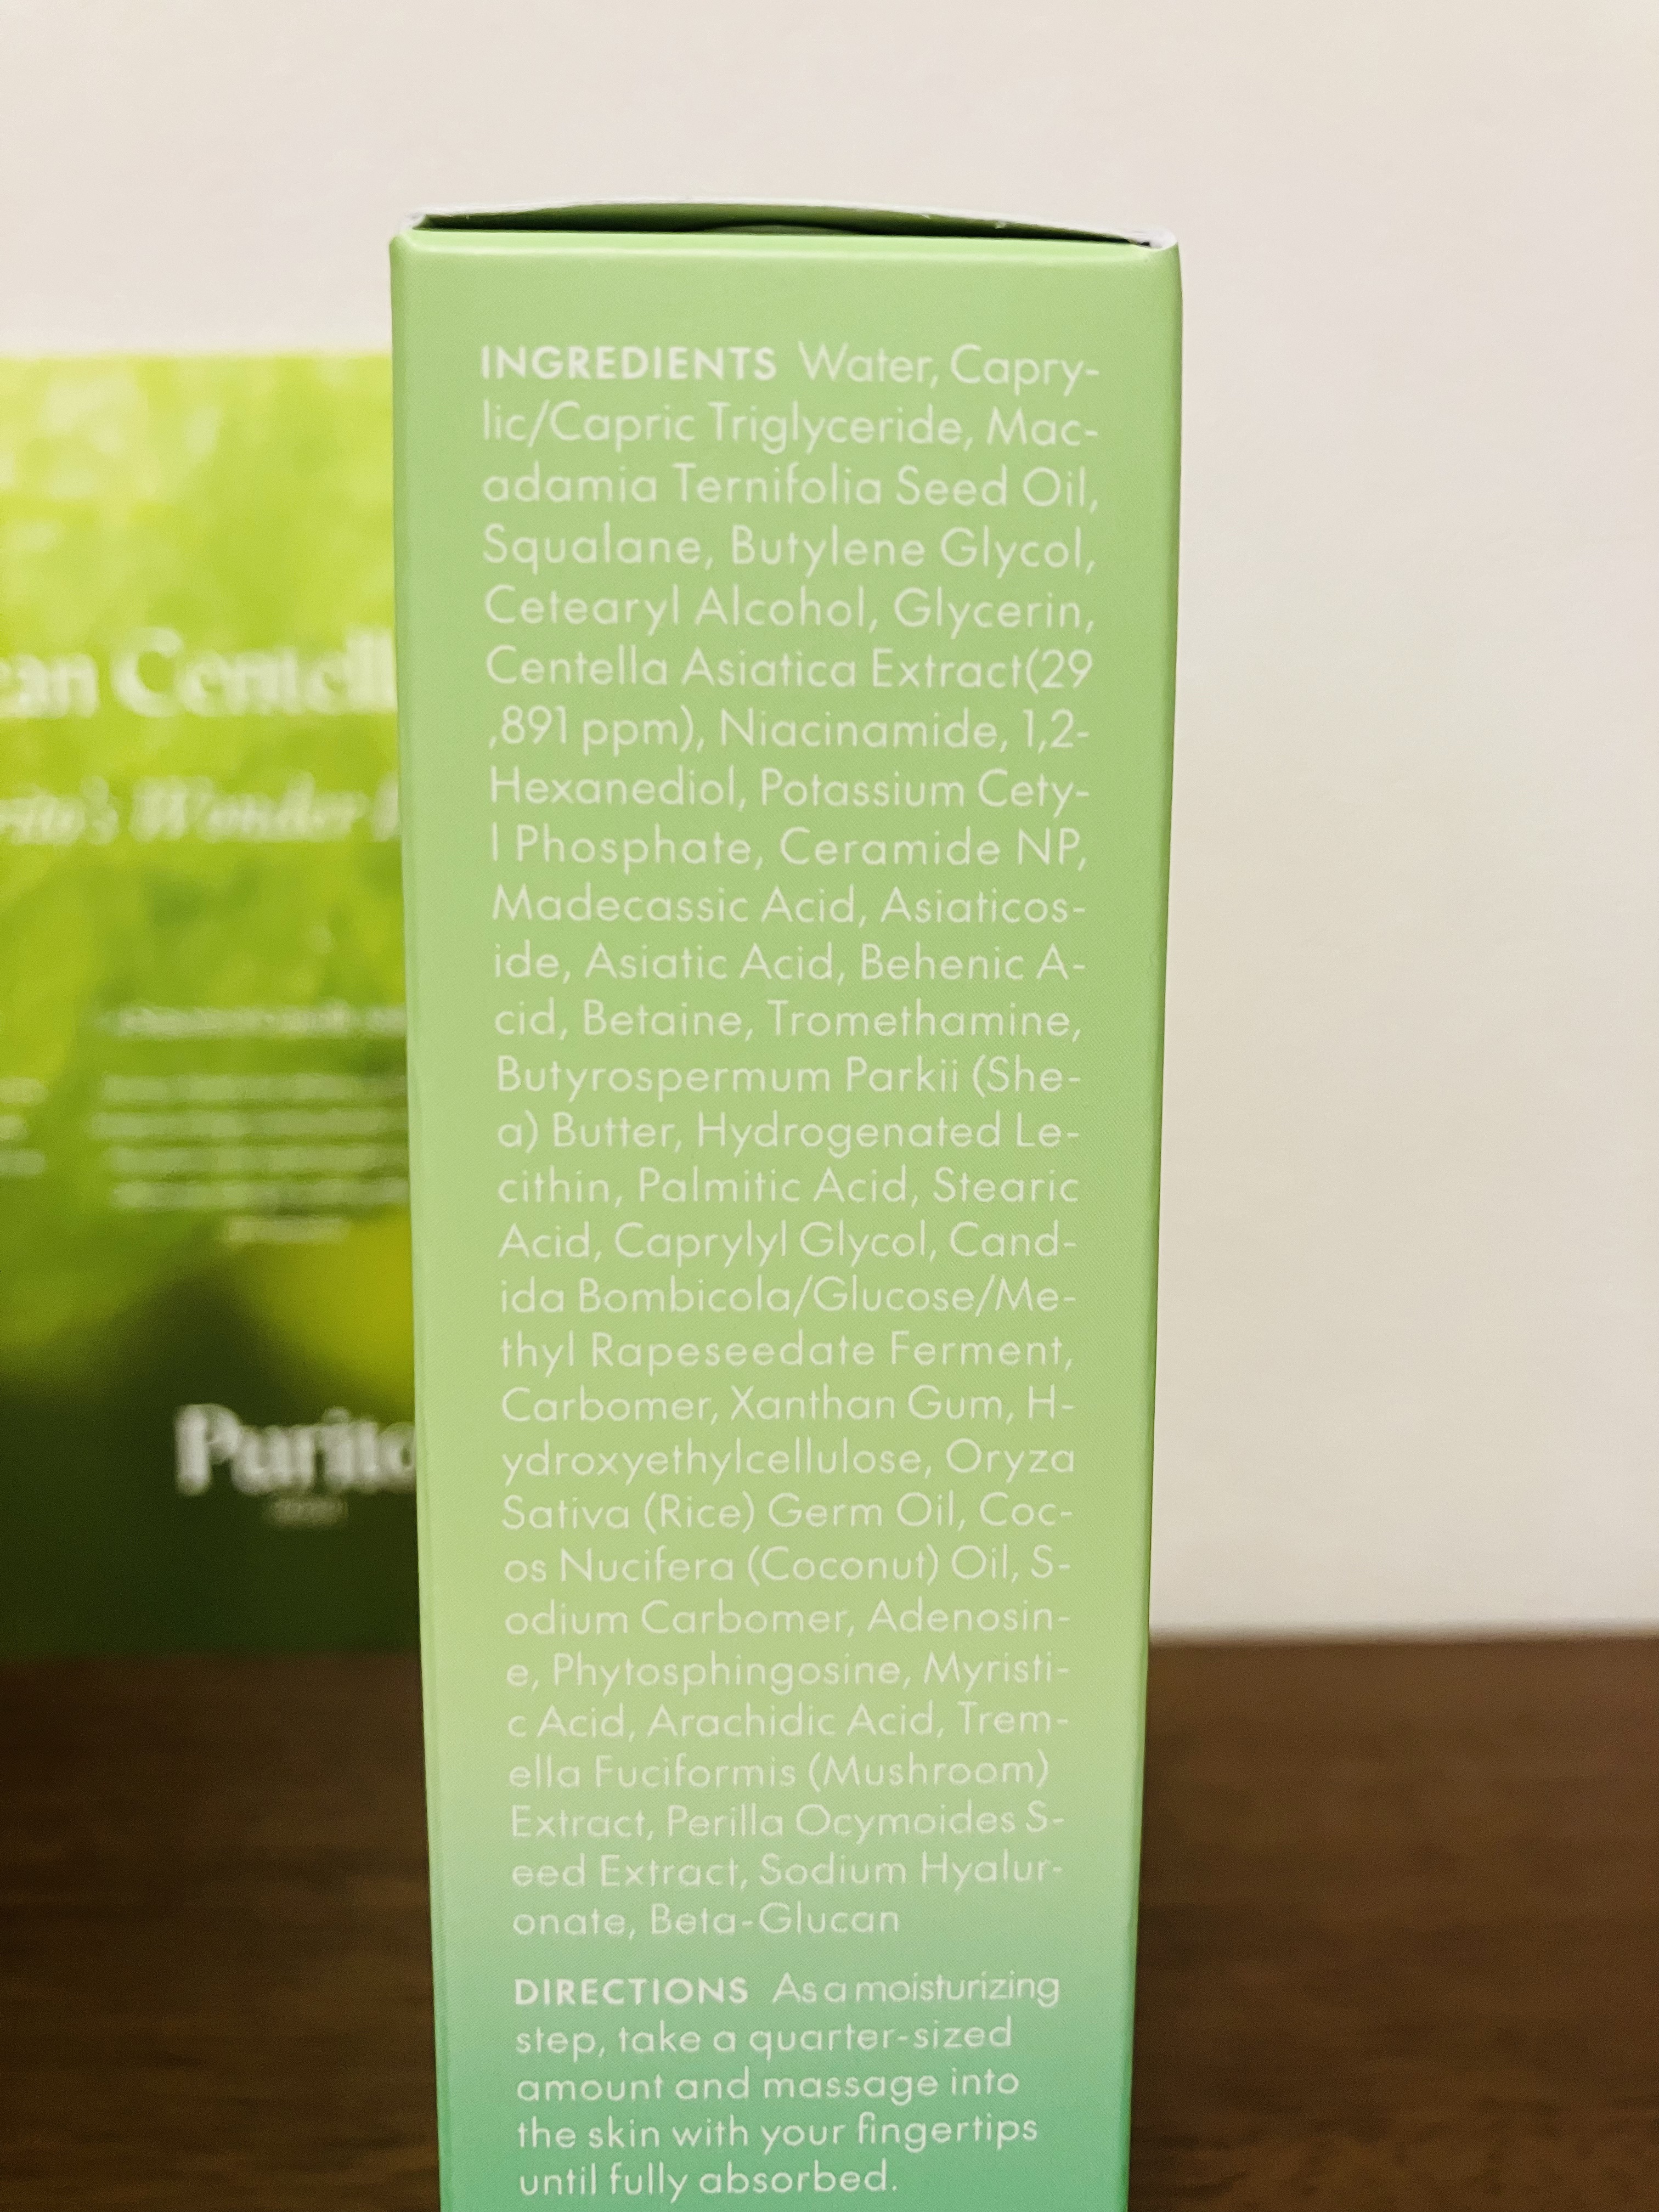 INGREDIENTS Water, Capry-
lic/Capric Triglyceride, Mac-
adamia Ternifolia Seed Oil,
Squalane, Butylene Glycol,
Cetearyl Alcohol, Glycerin,
Centella Asiatica Extract(29
,891 ppm), Niacinamide, 1,2-
Hexanediol, Potassium Cety-
l Phosphate, Ceramide NP,
Madecassic Acid, Asiaticos-
ide, Asiatic Acid, Behenic A-
cid, Betaine, Tromethamine,
Butyrospermum Parkii (She-
a) Butter, Hydrogenated Le-
cithin, Palmitic Acid, Stearic
Acid, Caprylyl Glycol, Cand-
ida Bombicola/Glucose/Me-
thyl Rapeseedate Ferment,
Carbomer, Xanthan Gum, H-
ydroxyethylcellulose, Oryza
Sativa (Rice) Germ Oil, Coc-
os Nucifera (Coconut) Oil, S-
odium Carbomer, Adenosin-
e, Phytosphingosine, Myristi-
c Acid, Arachidic Acid, Trem-
ella Fuciformis (Mushroom)
Extract, Perilla Ocymoides S-
eed Extract, Sodium Hyalur-
onate, Beta-Glucan
DIRECTIONS As a moisturizing
step, take a quarter-sized
amount and massage into
the skin with your fingertips
until fully absorbed.
ean Centell
rito's Wonder
Purito